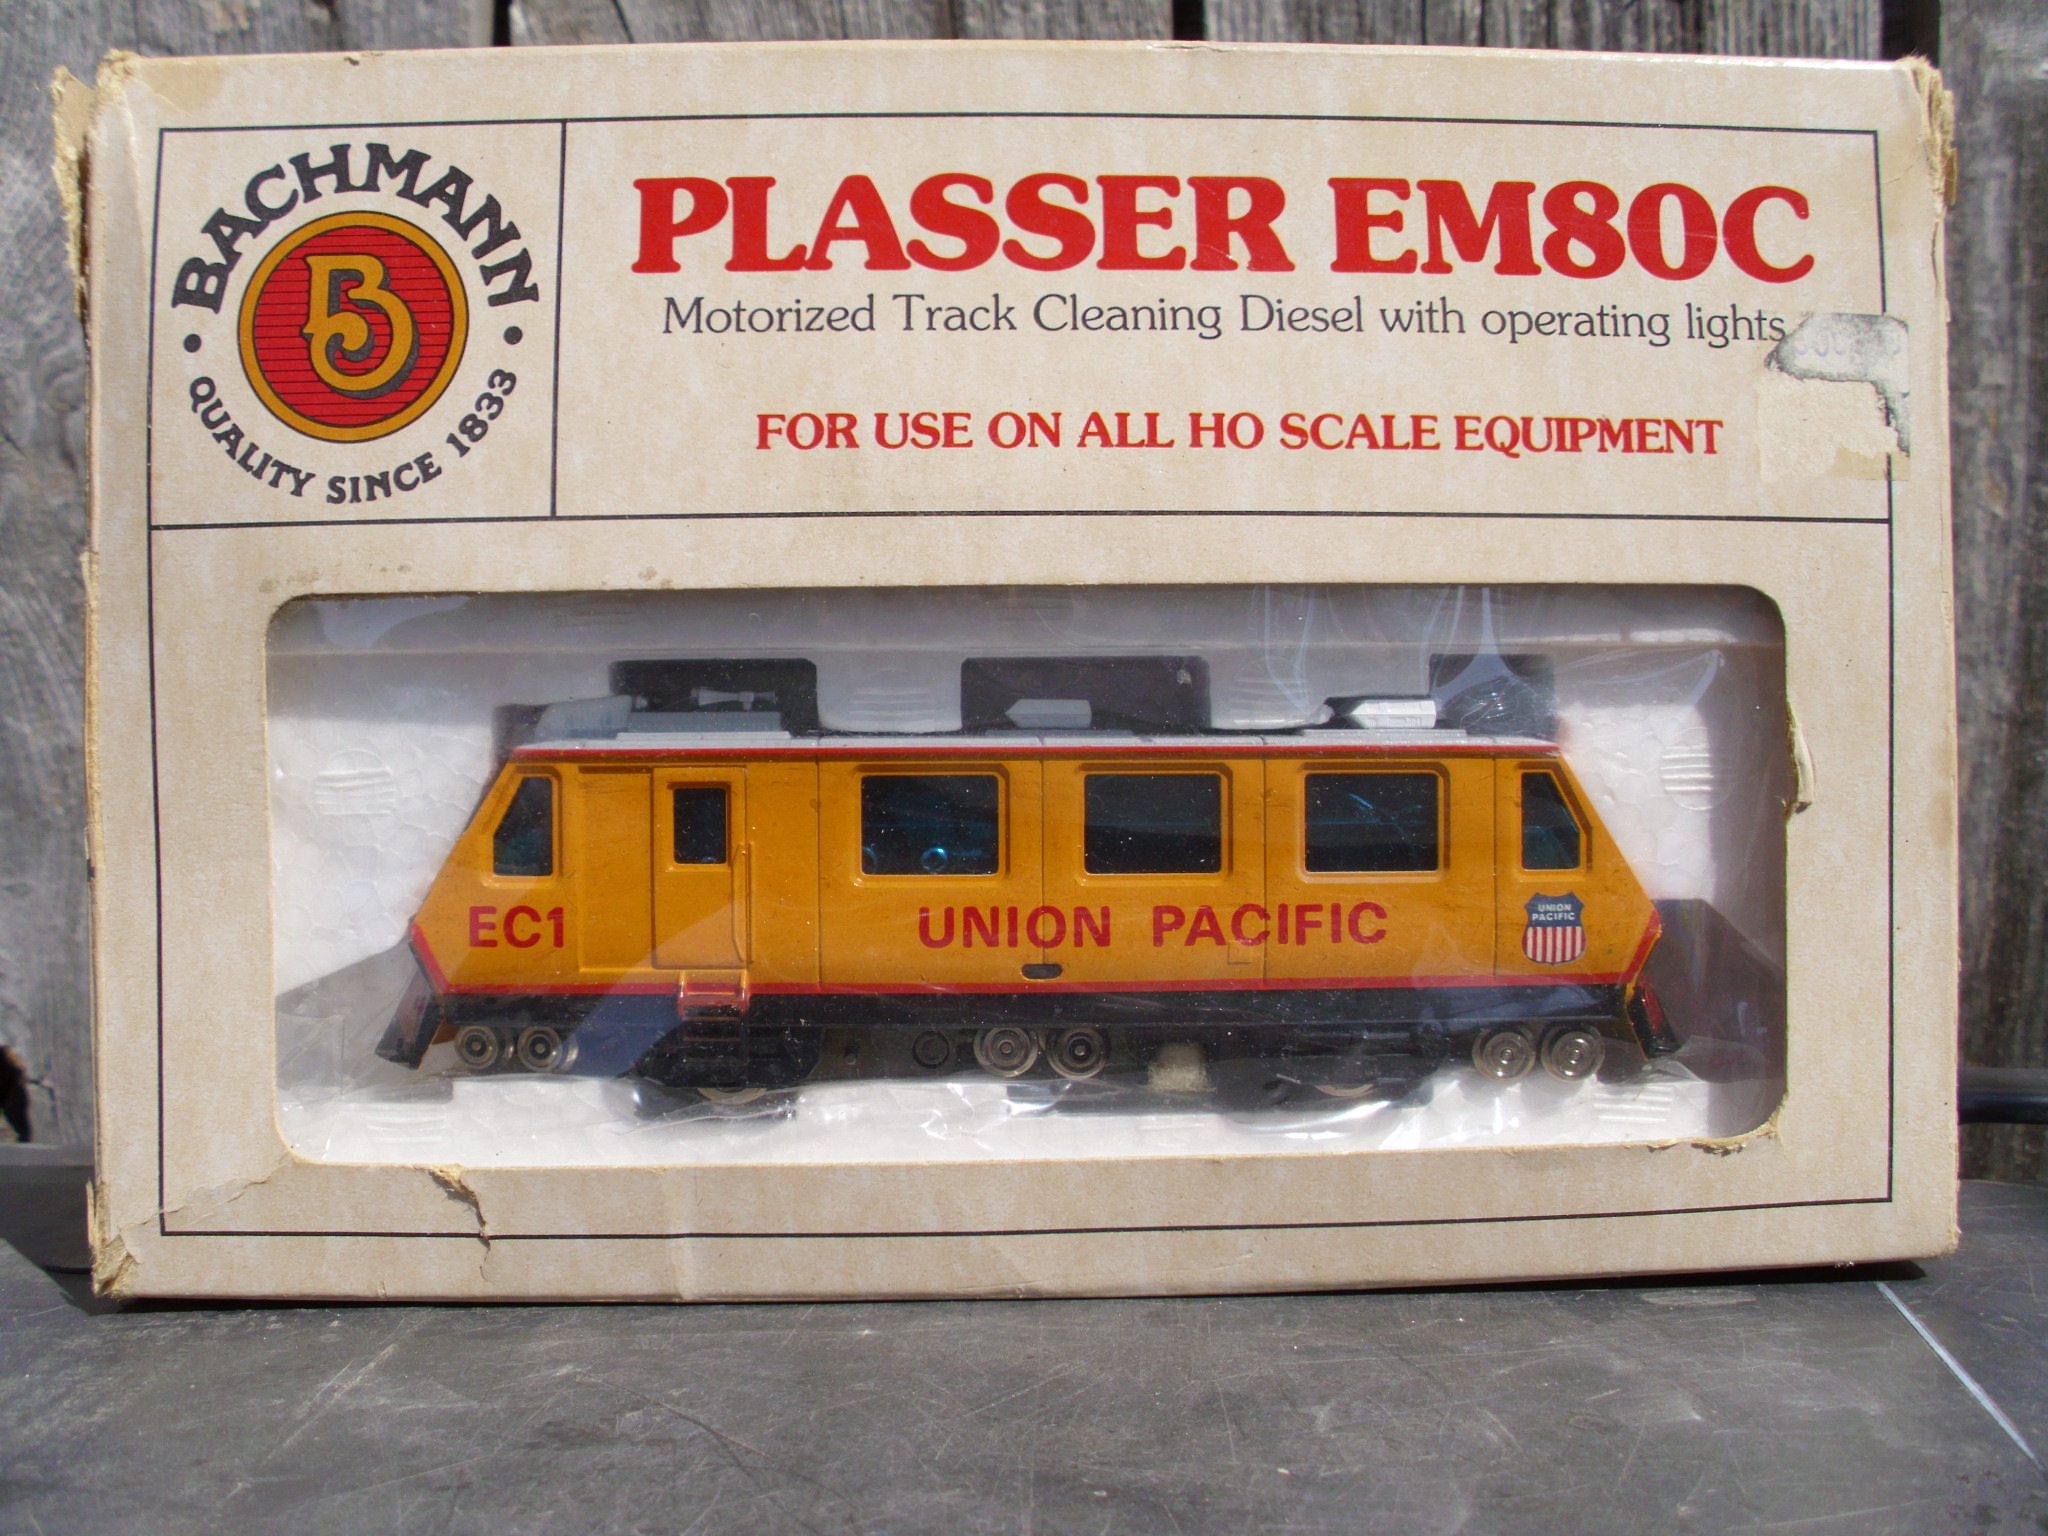 BACHMANN
B
• QUALITY SINCE 1833 •
PLASSER EM80C
Motorized Track Cleaning Diesel with operating lights
FOR USE ON ALL HO SCALE EQUIPMENT
EC1
UNION PACIFIC
UNION
PACIFIC